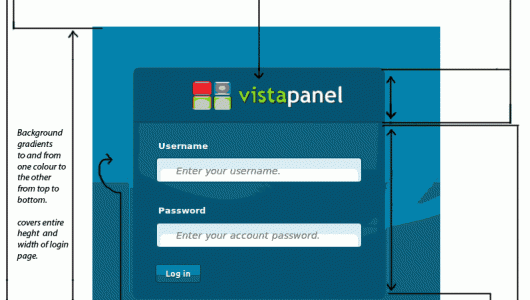 vistapanel
Username
Enter your username.
Password
Enter your account password.
Log in
Background
gradients
to and from
one colour to
the other
from top to
bottom.
covers entire
heght and
width of login
page.